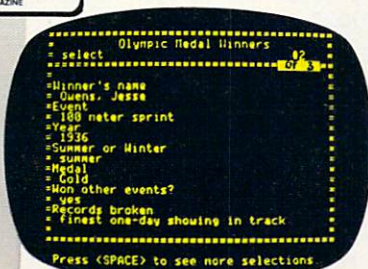 AZINE
Olympic Medal Winners
select 02
of 3
Winner's name
Owens, Jesse
Event
100 meter sprint
Year
1936
Summer or Winter
summer
Medal
Gold
Won other events?
yes
Records broken
finest one-day showing in track
Press <SPACE> to see more selections